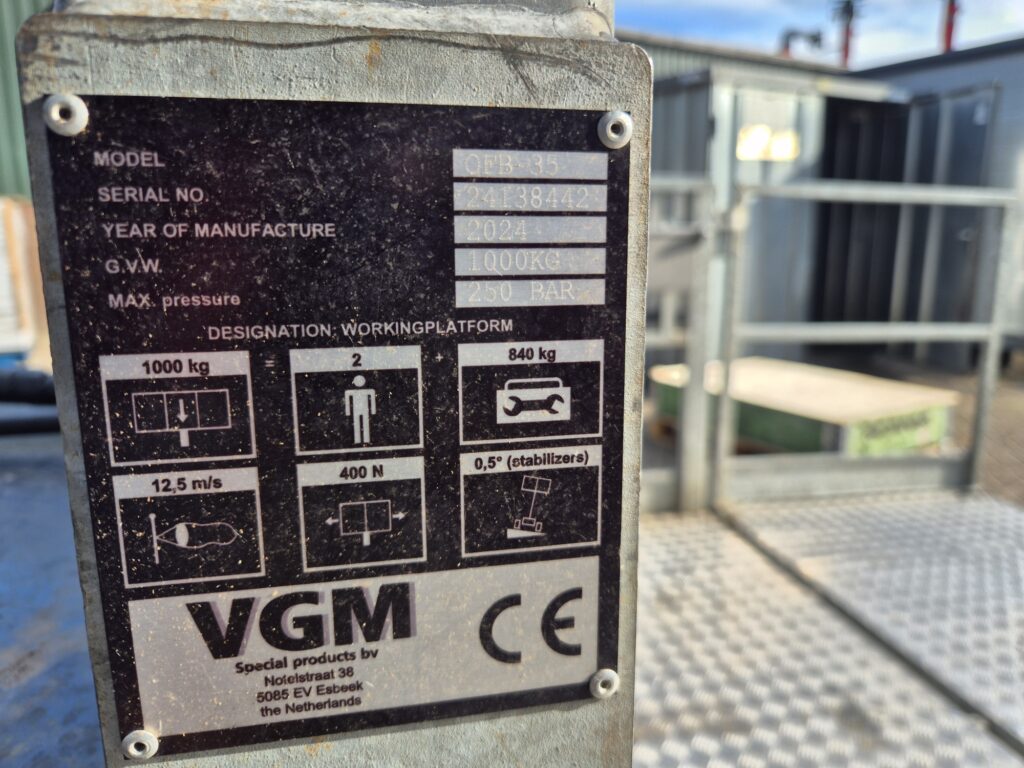 MODEL QFB-35
SERIAL NO. 24138442
YEAR OF MANUFACTURE 2024
G.V.W. 1000KG
MAX. pressure 250 BAR
DESIGNATION: WORKINGPLATFORM
1000 kg = 2 840 kg
12,5 m/s 400 N 0,5° (stabilizers)
VGM CE
Special products bv
Notelstraat 38
5085 EV Esbeek
the Netherlands